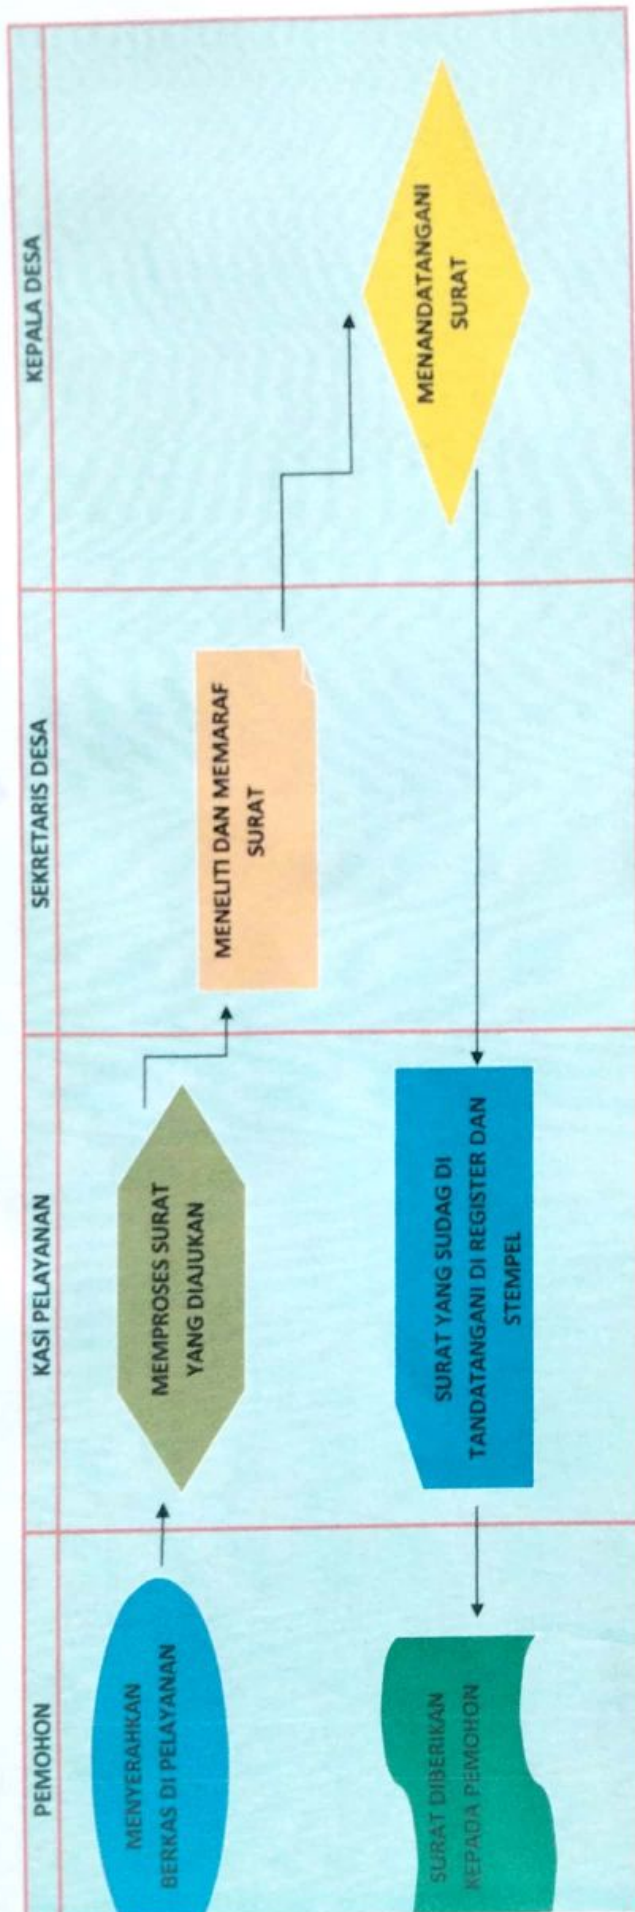 PEMOHON
KASI PELAYANAN
SEKRETARIS DESA
KEPALA DESA
MENYERAHKAN
BERKAS DI PELAYANAN
MEMPROSES SURAT
YANG DIAJUKAN
MENELITI DAN MEMARAF
SURAT
MENANDATANGANI
SURAT
SURAT YANG SUDAG DI
TANDATANGANI DI REGISTER DAN
STEMPEL
SURAT DIBERIKAN
KEPADA PEMOHON